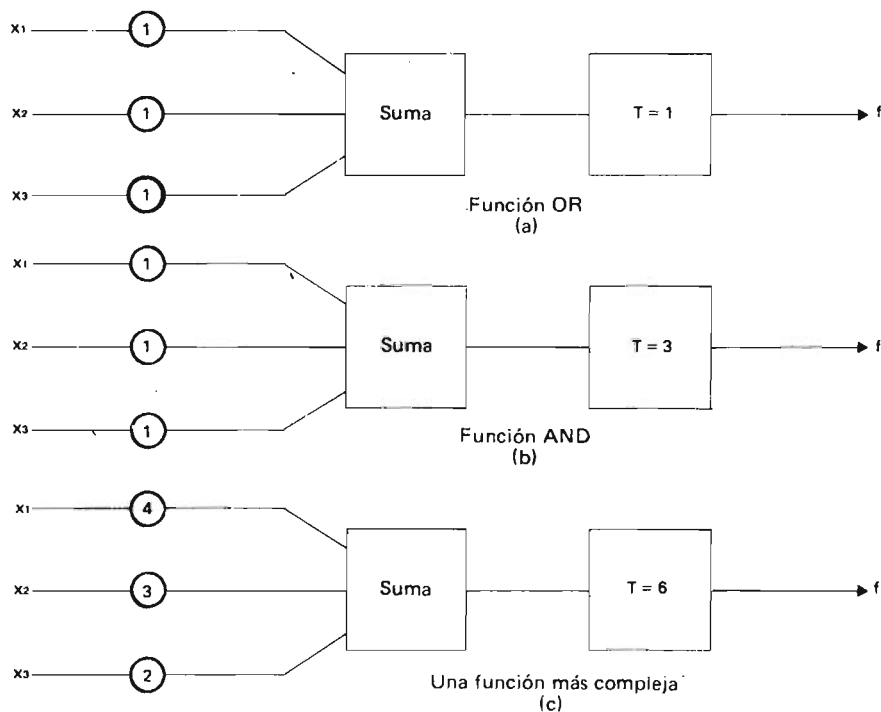 X1 1
X2 1 Suma T = 1 f
X3 1
Función OR
(a)
X1 1
X2 1 Suma T = 3 f
X3 1
Función AND
(b)
X1 4
X2 3 Suma T = 6 f
X3 2
Una función más compleja
(c)